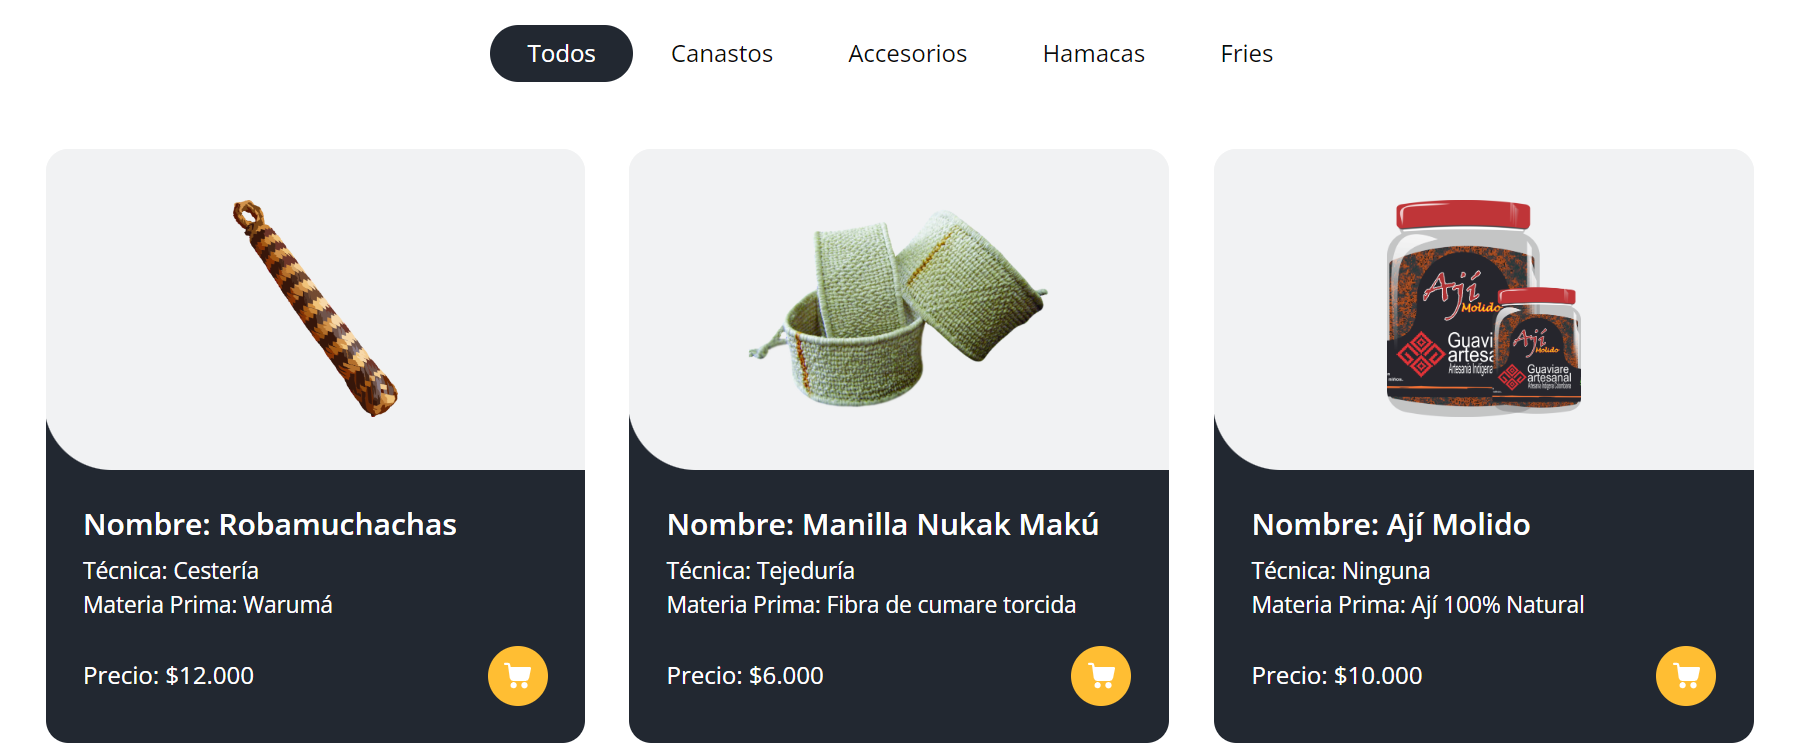 Todos Canastos Accesorios Hamacas Fries
Ají
Molido
Guavi
artesa
Artesanía Indígena
Ají
Molido
Guaviare
artesanal
Nombre: Robamuchachas
Técnica: Cestería
Materia Prima: Warumá
Precio: $12.000
Nombre: Manilla Nukak Makú
Técnica: Tejeduría
Materia Prima: Fibra de cumare torcida
Precio: $6.000
Nombre: Ají Molido
Técnica: Ninguna
Materia Prima: Ají 100% Natural
Precio: $10.000